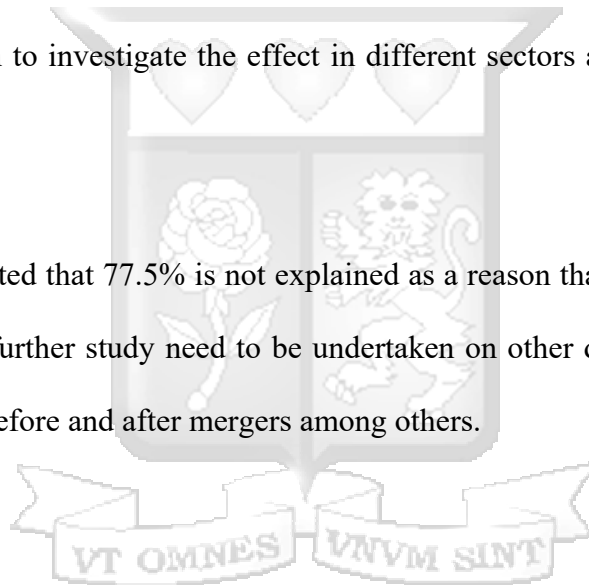 to investigate the effect in different sectors a
ted that 77.5% is not explained as a reason tha
further study need to be undertaken on other
efore and after mergers among others.
VT OMNES VNVM SINT